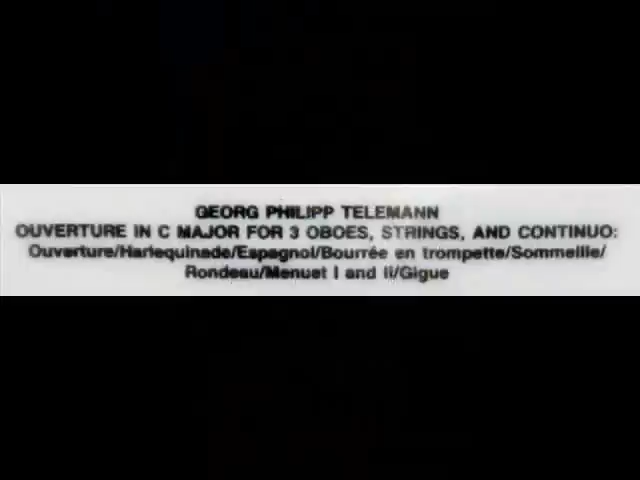 GEORG PHILIPP TELEMANN
OUVERTURE IN C MAJOR FOR 3 OBOES, STRINGS, AND CONTINUO:
Ouverture/Harlequinade/Espagnol/Bourrée en trompette/Sommeille/
Rondeau/Menuet I and II/Gigue